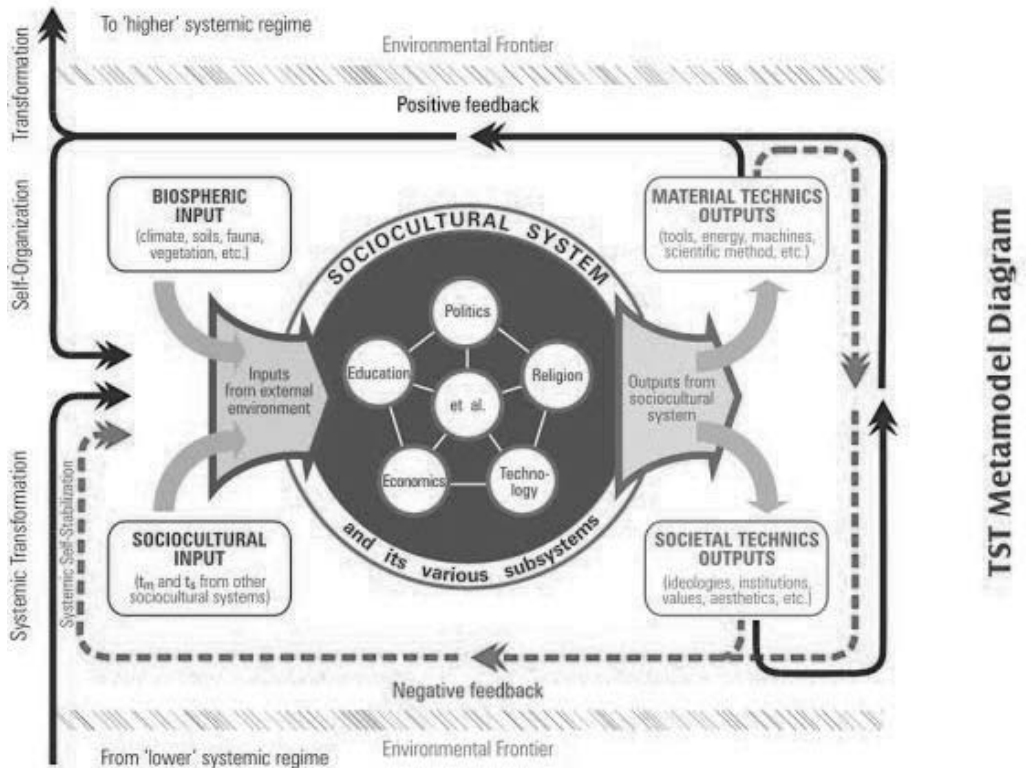 To 'higher' systemic regime
Environmental Frontier
Transformation
Positive feedback
Self-Organization
BIOSPHERIC
INPUT
(climate, soils, fauna,
vegetation, etc.)
MATERIAL TECHNICS
OUTPUTS
(tools, energy, machines,
scientific method, etc.)
SOCIOCULTURAL SYSTEM
Politics
Education
Religion
et al.
Economics
Techno-
logy
and its various subsystems
Inputs
from external
environment
Outputs from
sociocultural
system
Systemic Transformation
Systemic Self-Stabilization
SOCIOCULTURAL
INPUT
(tm and ts from other
sociocultural systems)
SOCIETAL TECHNICS
OUTPUTS
(ideologies, institutions,
values, aesthetics, etc.)
Negative feedback
From 'lower' systemic regime
Environmental Frontier
TST Metamodel Diagram